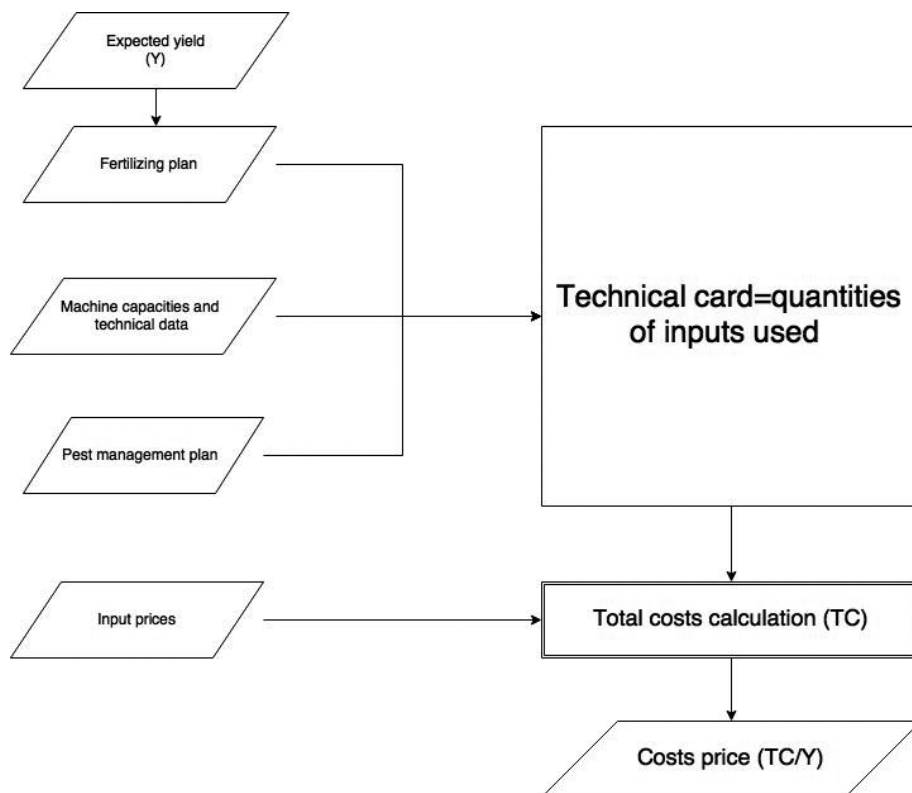 Expected yield
(Y)
Fertilizing plan
Machine capacities and
technical data
Technical card=quantities
of inputs used
Pest management plan
Input prices
Total costs calculation (TC)
Costs price (TC/Y)